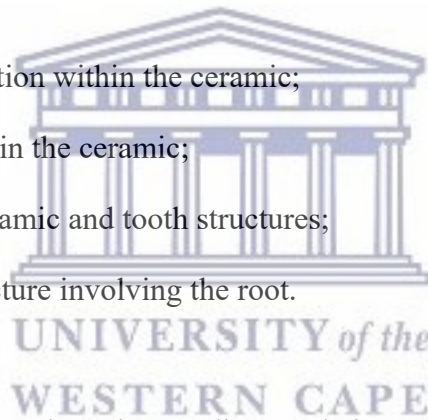 tion within the ceramic;
in the ceramic;
amic and tooth structures;
cture involving the root.
UNIVERSITY of the
WESTERN CAPE